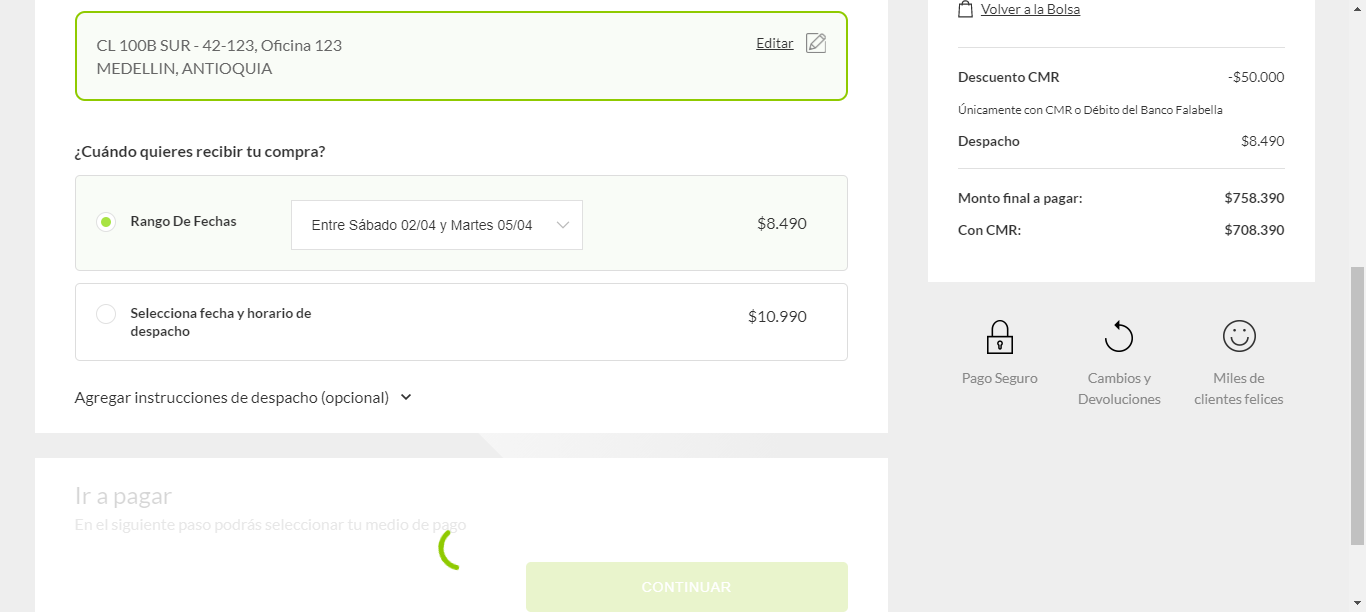 CL 100B SUR - 42-123, Oficina 123
MEDELLIN, ANTIOQUIA
Editar
¿Cuándo quieres recibir tu compra?
Rango De Fechas
Entre Sábado 02/04 y Martes 05/04
$8.490
Selecciona fecha y horario de
despacho
$10.990
Agregar instrucciones de despacho (opcional)
Ir a pagar
En el siguiente paso podrás seleccionar tu medio de pago
CONTINUAR
Volver a la Bolsa
Descuento CMR -$50.000
Únicamente con CMR o Débito del Banco Falabella
Despacho $8.490
Monto final a pagar: $758.390
Con CMR: $708.390
Pago Seguro
Cambios y
Devoluciones
Miles de
clientes felices